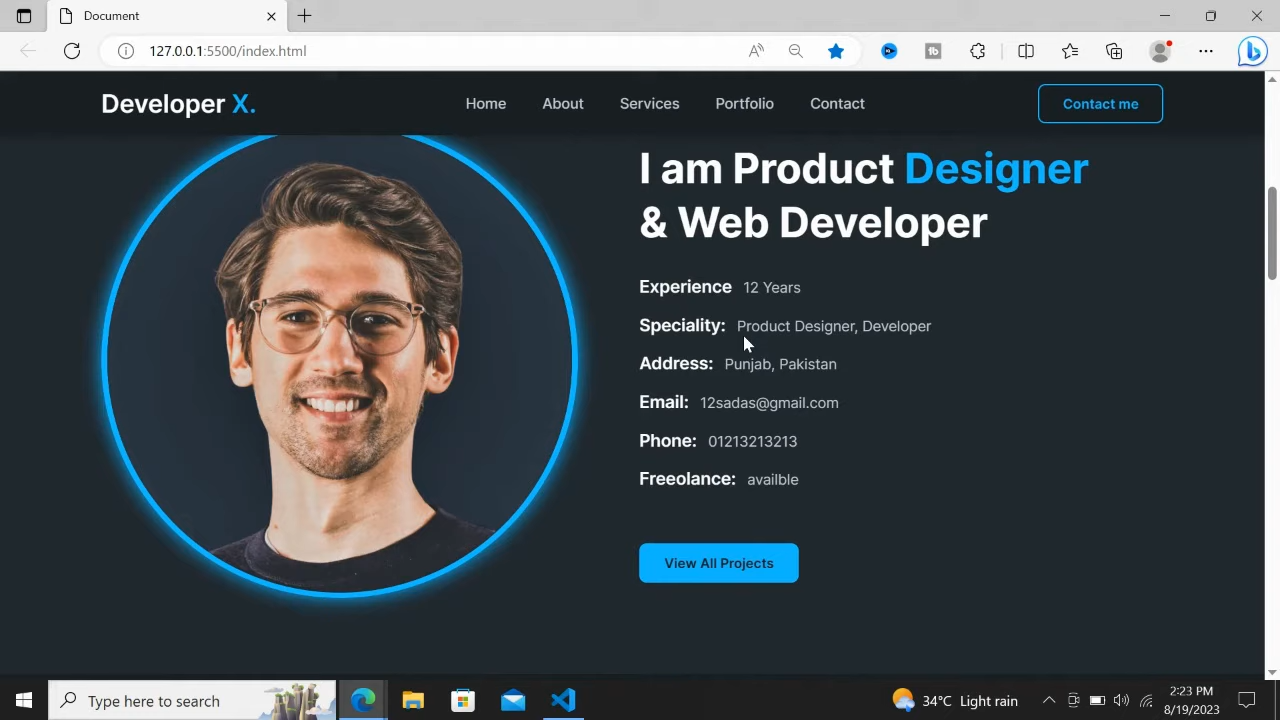 Document
127.0.0.1:5500/index.html
Developer X.
Home About Services Portfolio Contact
Contact me
I am Product Designer
& Web Developer
Experience 12 Years
Speciality: Product Designer, Developer
Address: Punjab, Pakistan
Email: 12sadas@gmail.com
Phone: 01213213213
Freeolance: availble
View All Projects
Type here to search
34°C Light rain
2:23 PM
8/19/2023